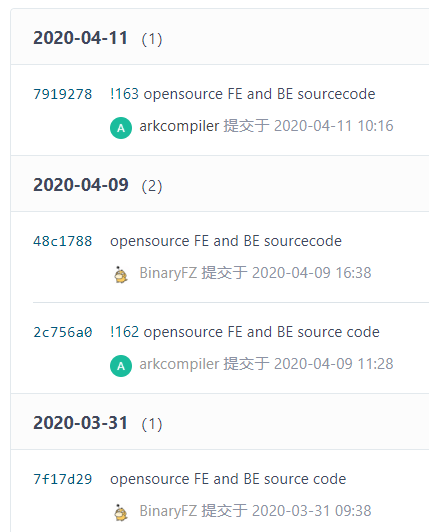 2020-04-11 (1)
7919278 !163 opensource FE and BE sourcecode
A arkcompiler 提交于 2020-04-11 10:16
2020-04-09 (2)
48c1788 opensource FE and BE sourcecode
BinaryFZ 提交于 2020-04-09 16:38
2c756a0 !162 opensource FE and BE source code
A arkcompiler 提交于 2020-04-09 11:28
2020-03-31 (1)
7f17d29 opensource FE and BE source code
BinaryFZ 提交于 2020-03-31 09:38